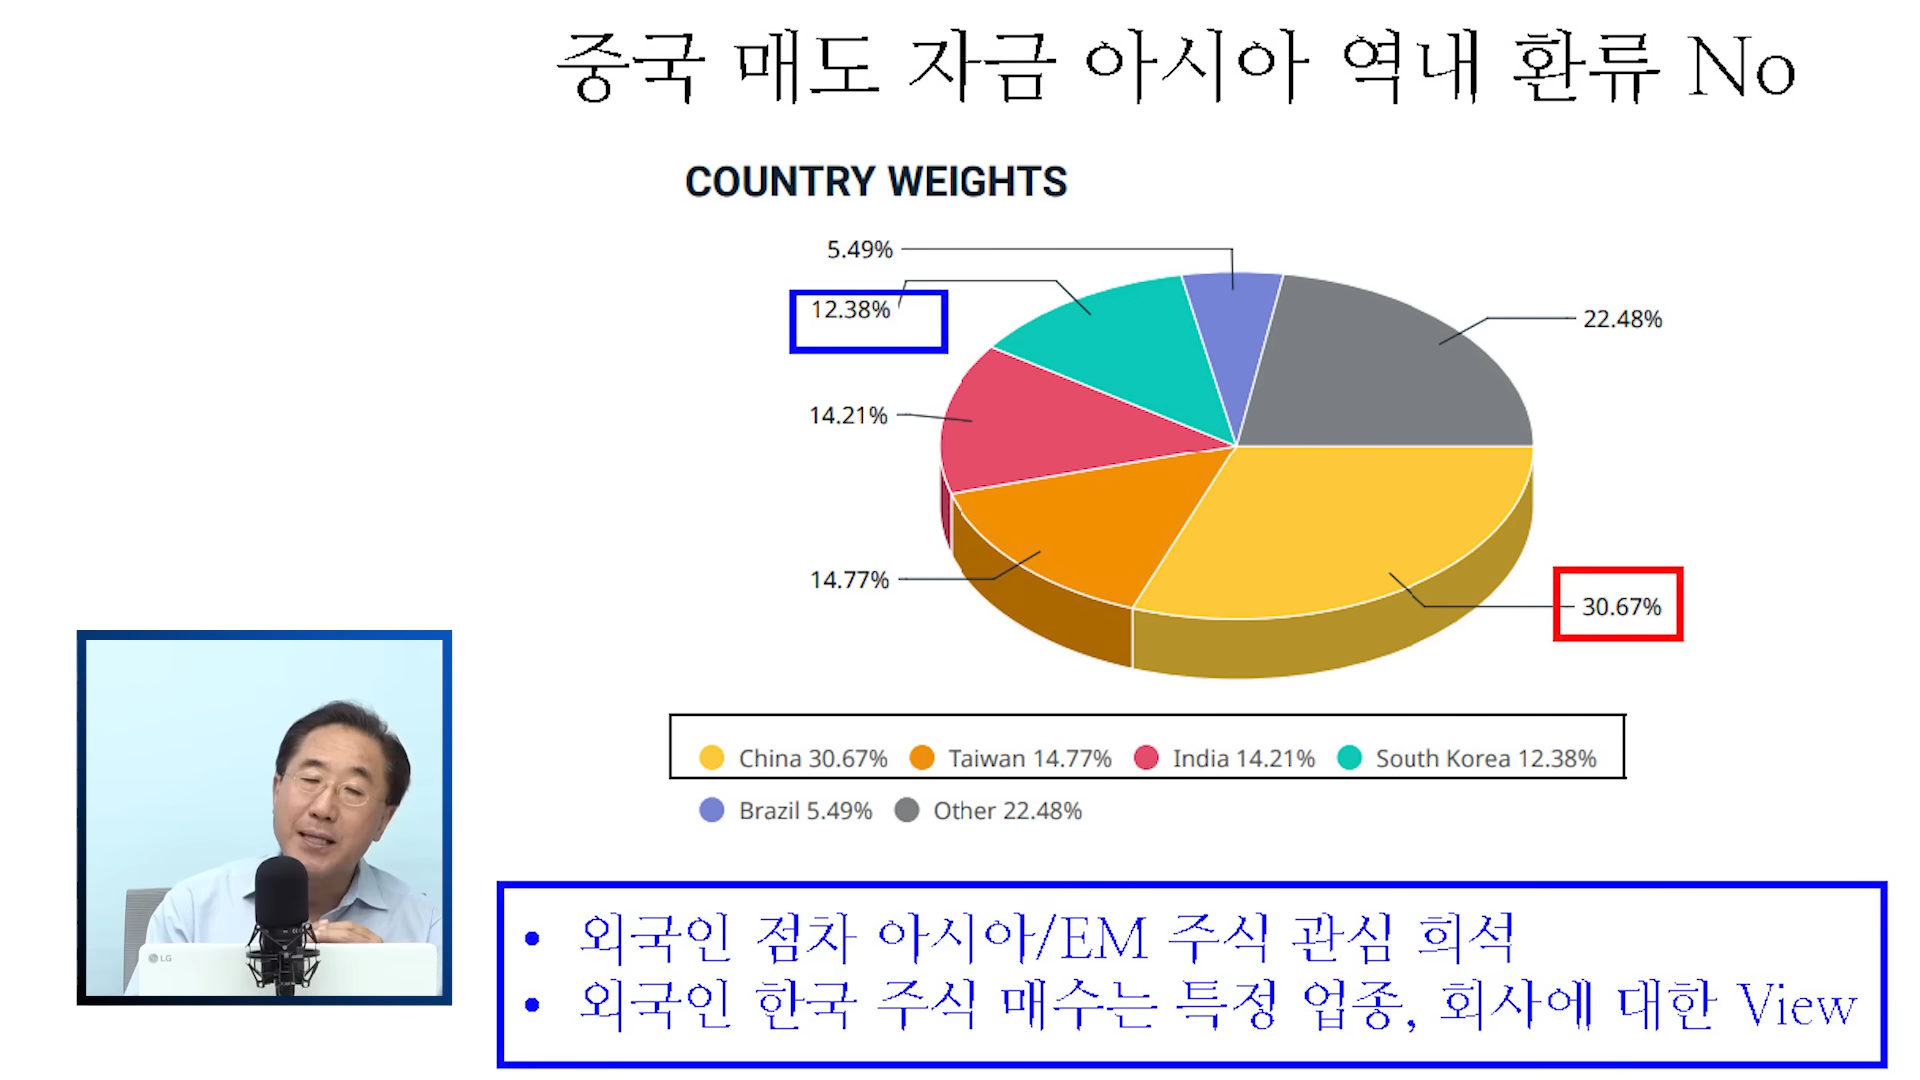 중국 매도 자금 아시아 역내 환류 No
COUNTRY WEIGHTS
5.49%
12.38%
22.48%
14.21%
14.77%
30.67%
China 30.67% Taiwan 14.77% India 14.21% South Korea 12.38%
Brazil 5.49% Other 22.48%
LG
• 외국인 점차 아시아/EM 주식 관심 희석
• 외국인 한국 주식 매수는 특정 업종, 회사에 대한 View